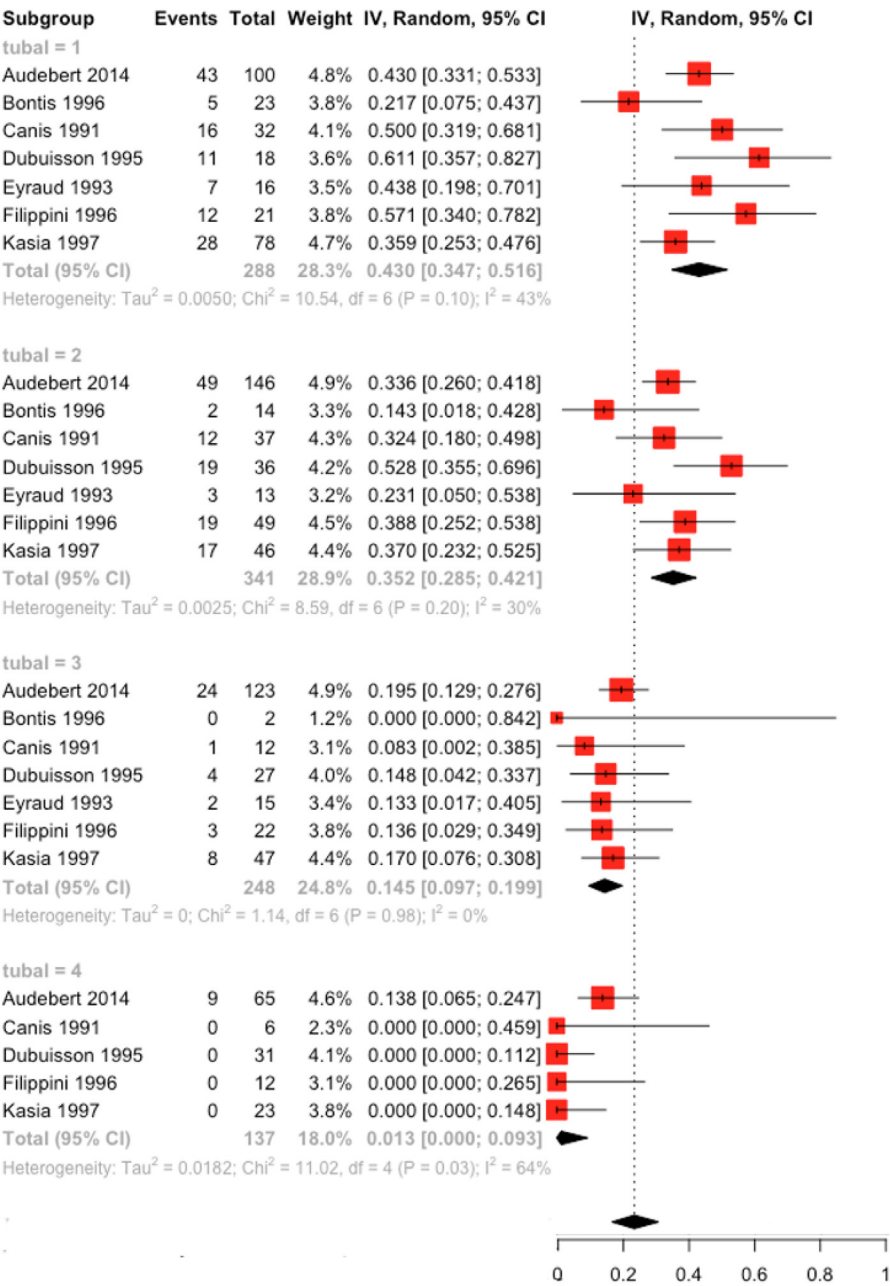 Subgroup Events Total Weight IV, Random, 95% CI IV, Random, 95% CI
tubal = 1
Audebert 2014 43 100 4.8% 0.430 [0.331; 0.533]
Bontis 1996 5 23 3.8% 0.217 [0.075; 0.437]
Canis 1991 16 32 4.1% 0.500 [0.319; 0.681]
Dubuisson 1995 11 18 3.6% 0.611 [0.357; 0.827]
Eyraud 1993 7 16 3.5% 0.438 [0.198; 0.701]
Filippini 1996 12 21 3.8% 0.571 [0.340; 0.782]
Kasia 1997 28 78 4.7% 0.359 [0.253; 0.476]
Total (95% CI) 288 28.3% 0.430 [0.347; 0.516]
Heterogeneity: Tau² = 0.0050; Chi² = 10.54, df = 6 (P = 0.10); I² = 43%
tubal = 2
Audebert 2014 49 146 4.9% 0.336 [0.260; 0.418]
Bontis 1996 2 14 3.3% 0.143 [0.018; 0.428]
Canis 1991 12 37 4.3% 0.324 [0.180; 0.498]
Dubuisson 1995 19 36 4.2% 0.528 [0.355; 0.696]
Eyraud 1993 3 13 3.2% 0.231 [0.050; 0.538]
Filippini 1996 19 49 4.5% 0.388 [0.252; 0.538]
Kasia 1997 17 46 4.4% 0.370 [0.232; 0.525]
Total (95% CI) 341 28.9% 0.352 [0.285; 0.421]
Heterogeneity: Tau² = 0.0025; Chi² = 8.59, df = 6 (P = 0.20); I² = 30%
tubal = 3
Audebert 2014 24 123 4.9% 0.195 [0.129; 0.276]
Bontis 1996 0 2 1.2% 0.000 [0.000; 0.842]
Canis 1991 1 12 3.1% 0.083 [0.002; 0.385]
Dubuisson 1995 4 27 4.0% 0.148 [0.042; 0.337]
Eyraud 1993 2 15 3.4% 0.133 [0.017; 0.405]
Filippini 1996 3 22 3.8% 0.136 [0.029; 0.349]
Kasia 1997 8 47 4.4% 0.170 [0.076; 0.308]
Total (95% CI) 248 24.8% 0.145 [0.097; 0.199]
Heterogeneity: Tau² = 0; Chi² = 1.14, df = 6 (P = 0.98); I² = 0%
tubal = 4
Audebert 2014 9 65 4.6% 0.138 [0.065; 0.247]
Canis 1991 0 6 2.3% 0.000 [0.000; 0.459]
Dubuisson 1995 0 31 4.1% 0.000 [0.000; 0.112]
Filippini 1996 0 12 3.1% 0.000 [0.000; 0.265]
Kasia 1997 0 23 3.8% 0.000 [0.000; 0.148]
Total (95% CI) 137 18.0% 0.013 [0.000; 0.093]
Heterogeneity: Tau² = 0.0182; Chi² = 11.02, df = 4 (P = 0.03); I² = 64%
0 0.2 0.4 0.6 0.8 1